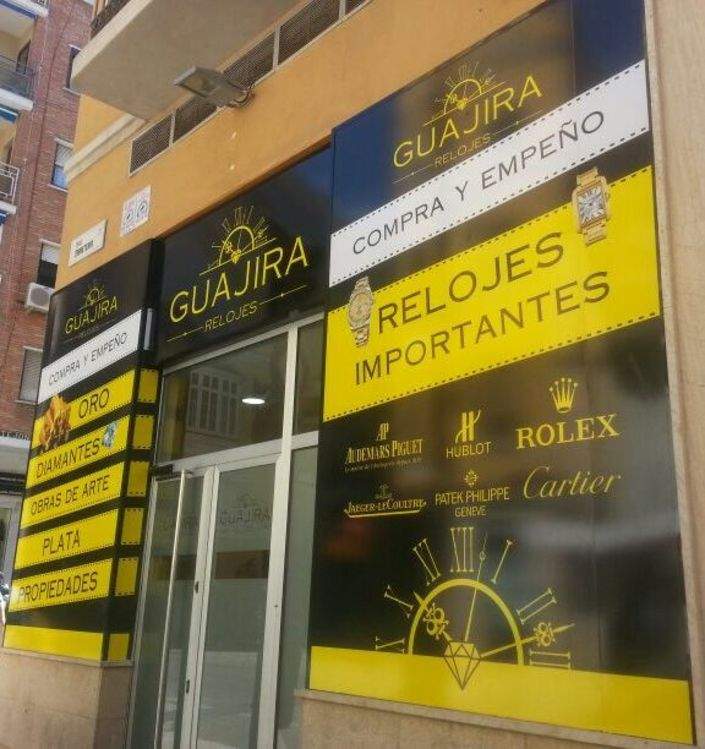 GUAJIRA
RELOJES
COMPRA Y EMPEÑO
ORO
DIAMANTES
OBRAS DE ARTE
PLATA
PROPIEDADES
GUAJIRA
RELOJES
GUAJIRA
GUAJIRA
RELOJES
COMPRA Y EMPEÑO
RELOJES
IMPORTANTES
AP
AUDEMARS PIGUET
H
HUBLOT
ROLEX
JAEGER-LECOULTRE
PATEK PHILIPPE
GENEVE
Cartier